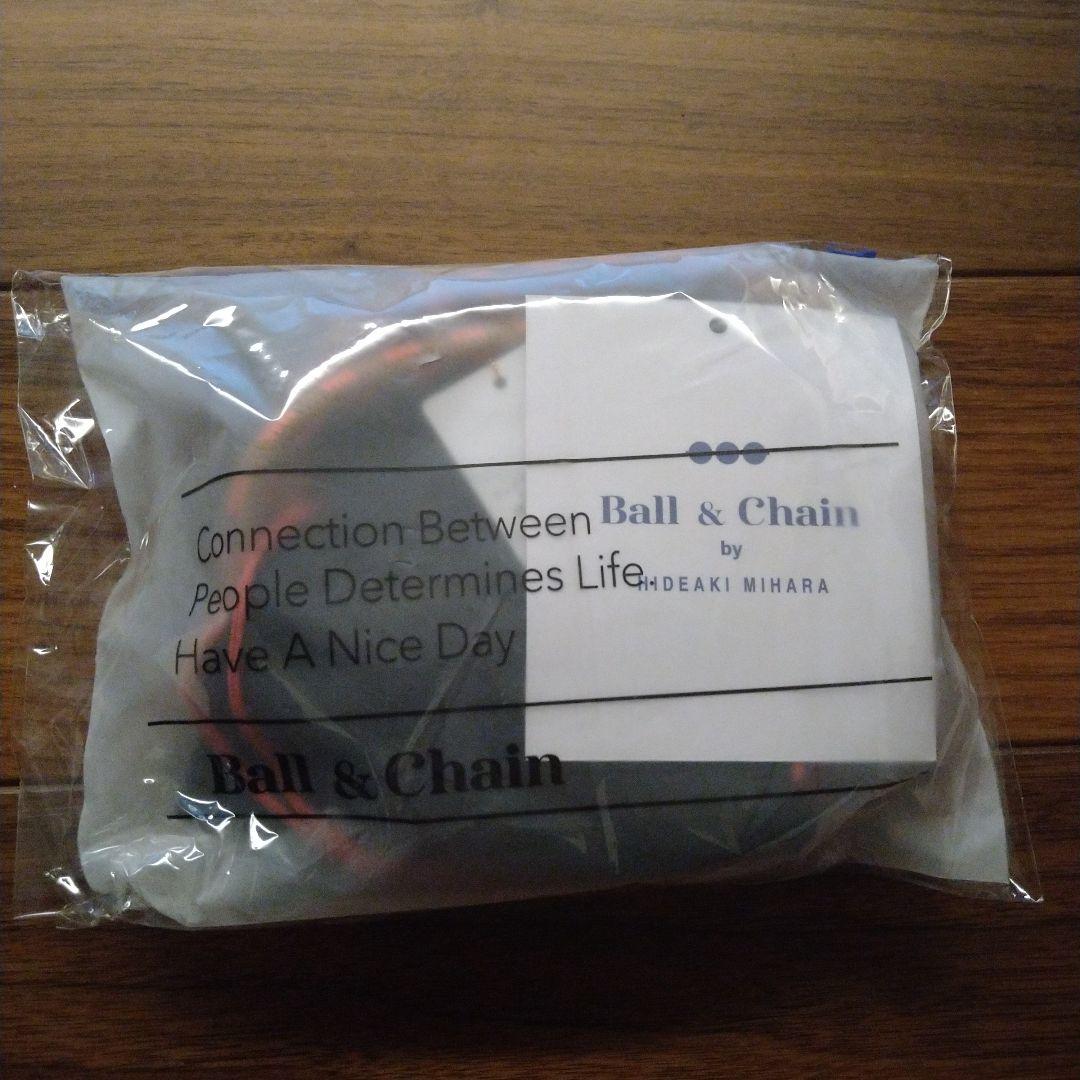 Connection Between
People Determines Life.
Have A Nice Day
Ball & Chain
Ball & Chain
by
HIDEAKI MIHARA